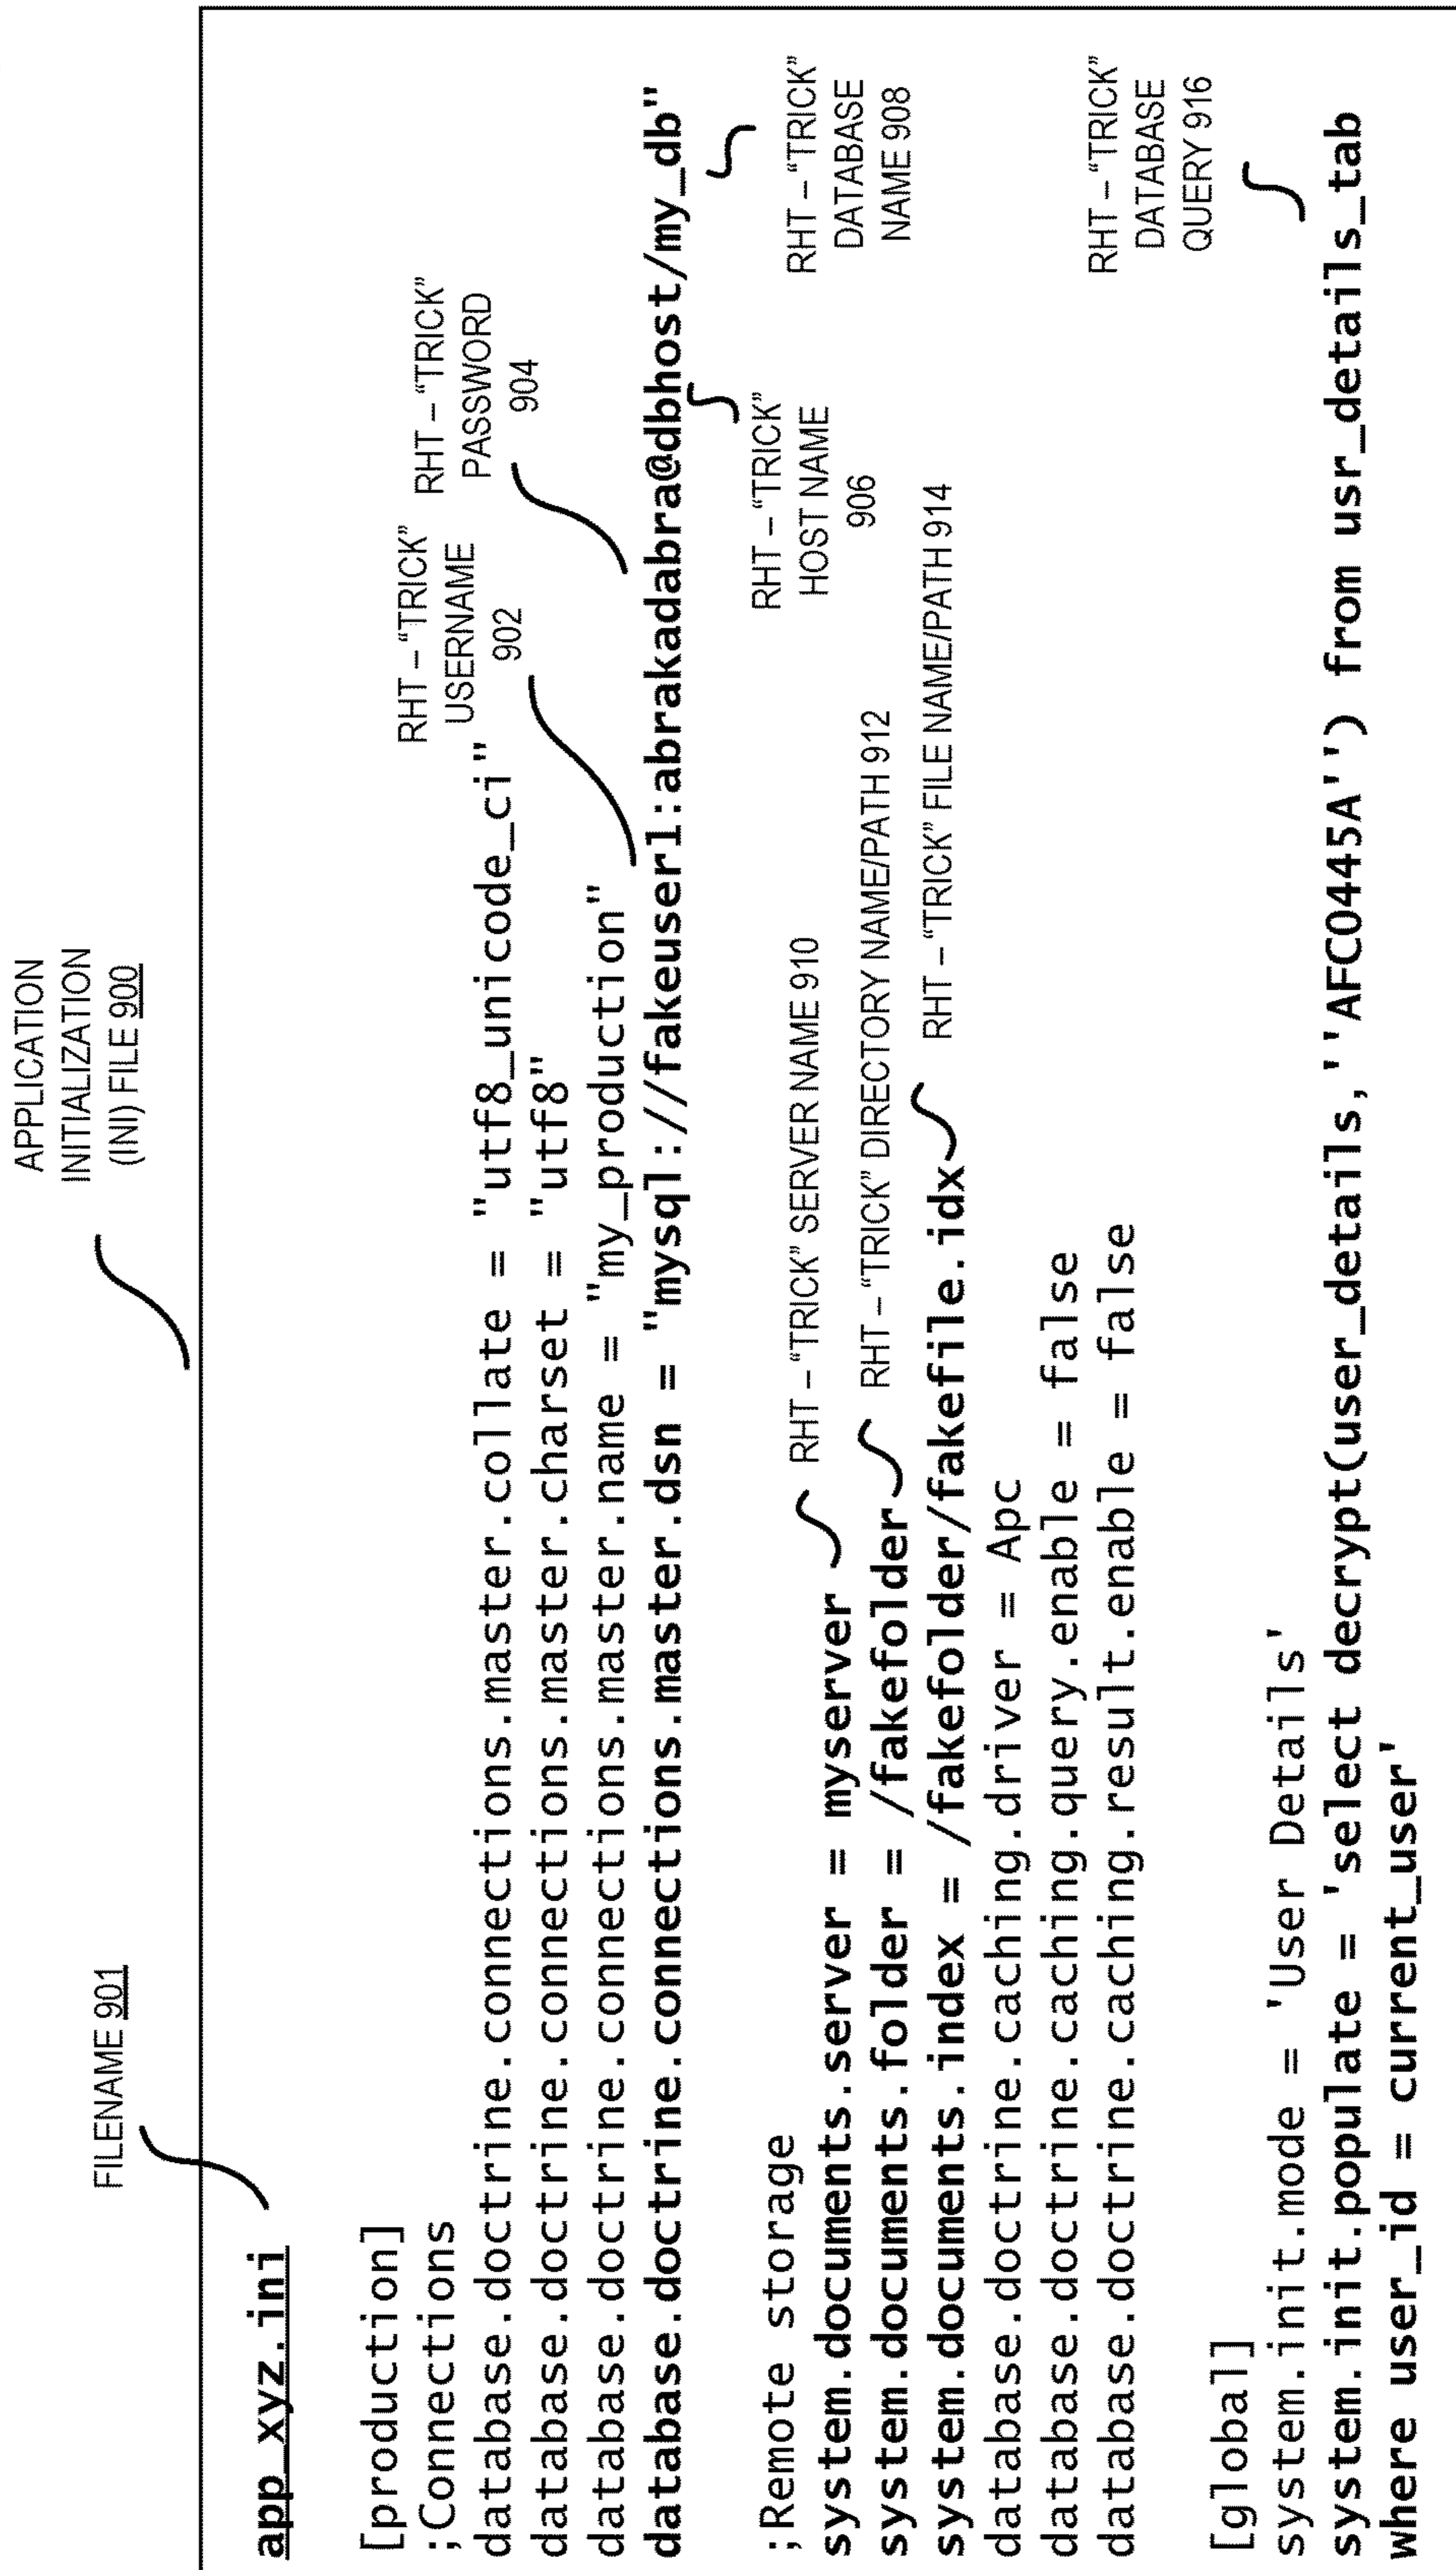 APPLICATION
INITIALIZATION
(INI) FILE 900
FILENAME 901
app_xyz.ini
[production]
;Connections
database.doctrine.connections.master.collate = "utf8_unicode_ci"
database.doctrine.connections.master.charset = "utf8"
database.doctrine.connections.master.name = "my_production"
database.doctrine.connections.master.dsn = "mysql://fakeuser1:abrakadabra@dbhost/my_db"
RHT – “TRICK”
USERNAME
902
RHT – “TRICK”
PASSWORD
904
RHT – “TRICK”
HOST NAME
906
RHT – “TRICK”
DATABASE
NAME 908
;Remote storage
system.documents.server = myserver
system.documents.folder = /fakefolder
system.documents.index = /fakefolder/fakefile.idx
database.doctrine.caching.driver = Apc
database.doctrine.caching.query.enable = false
database.doctrine.caching.result.enable = false
RHT – “TRICK” SERVER NAME 910
RHT – “TRICK” DIRECTORY NAME/PATH 912
RHT – “TRICK” FILE NAME/PATH 914
RHT – “TRICK”
DATABASE
QUERY 916
[global]
system.init.mode = 'User Details'
system.init.populate = 'select decrypt(user_details,''AFC0445A'') from usr_details_tab
where user_id = current_user'